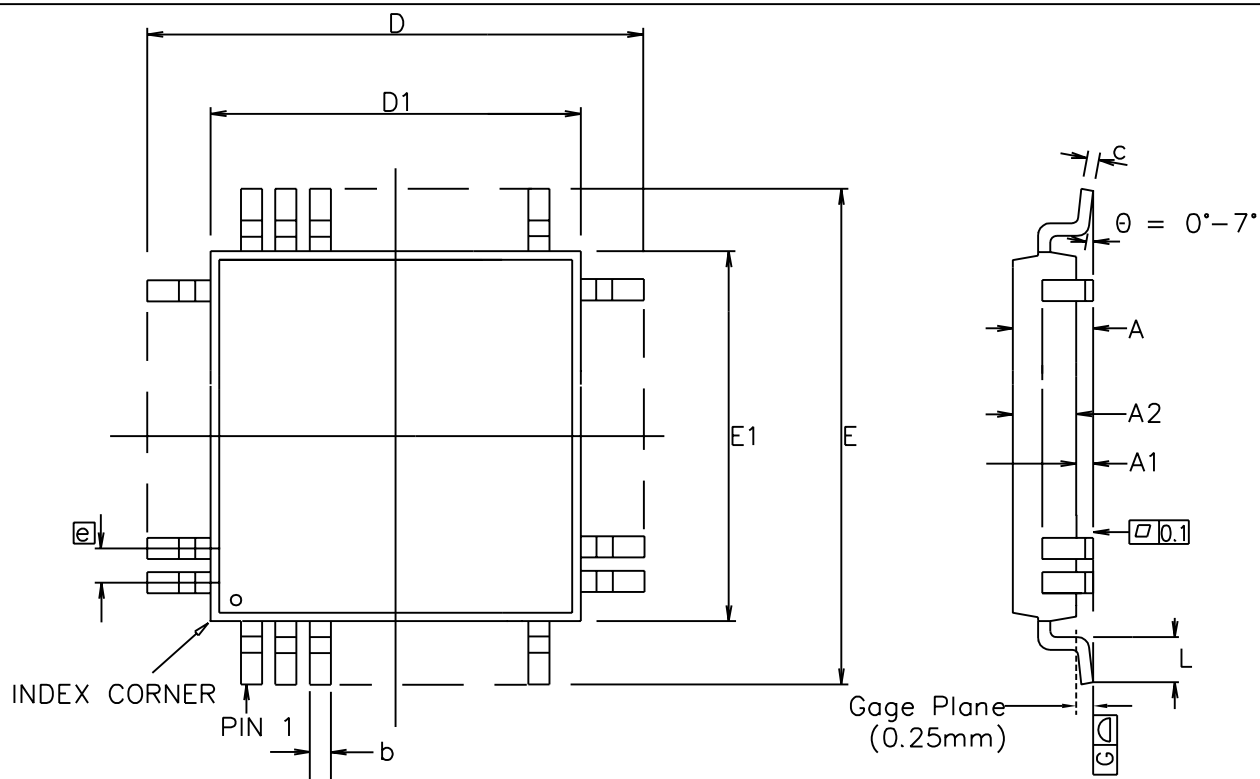 D
D1
c
Θ = 0°-7°
A
A2
E1
E
A1
e
0.1
L
INDEX CORNER
PIN 1
b
Gage Plane
(0.25mm)
G